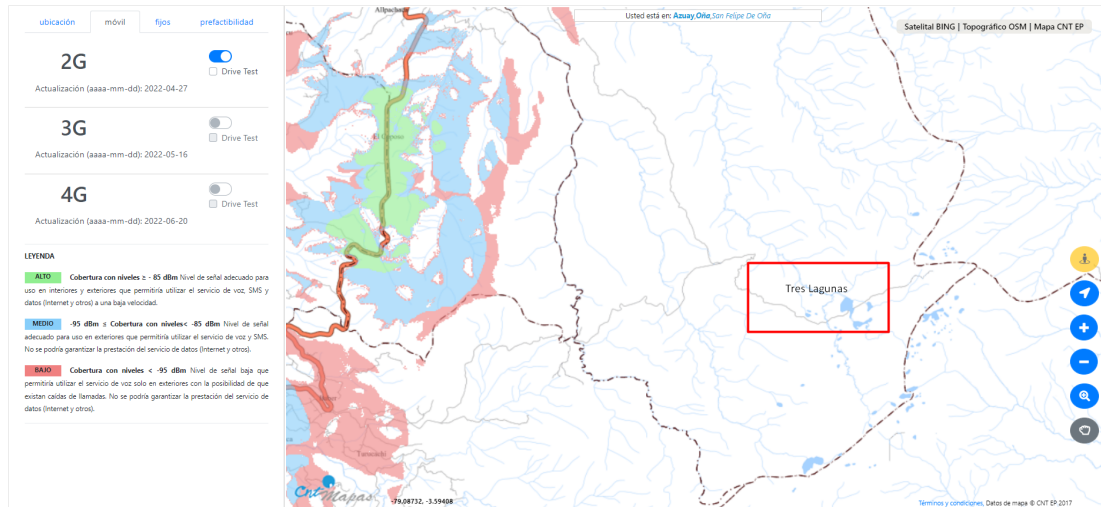 ubicación móvil fijos prefactibilidad
2G
Drive Test
Actualización (aaaa-mm-dd): 2022-04-27
3G
Drive Test
Actualización (aaaa-mm-dd): 2022-05-16
4G
Drive Test
Actualización (aaaa-mm-dd): 2022-06-20
LEYENDA
ALTO Cobertura con niveles ≥ - 85 dBm Nivel de señal adecuado para
uso en interiores y exteriores que permitiría utilizar el servicio de voz, SMS y
datos (Internet y otros) a una baja velocidad.
MEDIO -95 dBm ≤ Cobertura con niveles< -85 dBm Nivel de señal
adecuado para uso en exteriores que permitiría utilizar el servicio de voz y SMS.
No se podría garantizar la prestación del servicio de datos (Internet y otros).
BAJO Cobertura con niveles < -95 dBm Nivel de señal baja que
permitiría utilizar el servicio de voz solo en exteriores con la posibilidad de que
existan caídas de llamadas. No se podría garantizar la prestación del servicio de
datos (Internet y otros).
Usted está en: Azuay,Oña,San Felipe De Oña
Satelital BING | Topográfico OSM | Mapa CNT EP
Tres Lagunas
Cnt Mapas
-79.08732, -3.59408
Términos y condiciones, Datos de mapa © CNT EP 2017